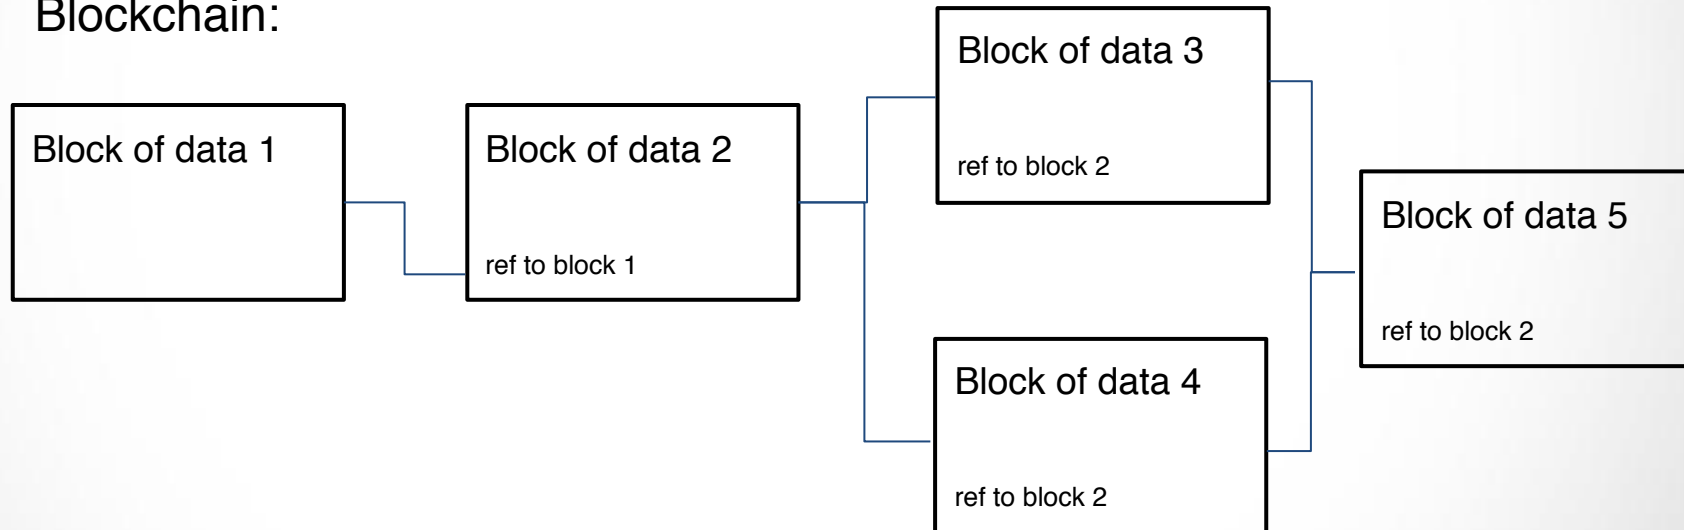 Blockchain:
Block of data 1
Block of data 2
ref to block 1
Block of data 3
ref to block 2
Block of data 4
ref to block 2
Block of data 5
ref to block 2